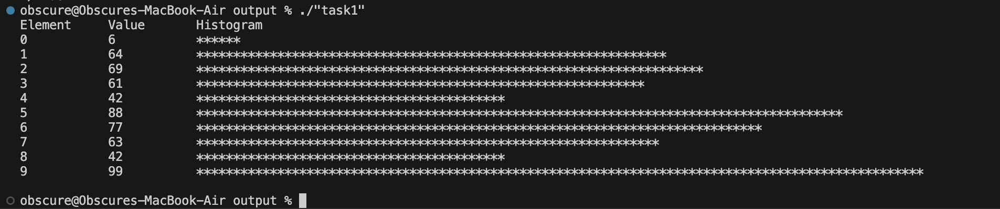 obscure@Obscures-MacBook-Air output % ./"task1"
Element     Value       Histogram
0           6           ******
1           64          ****************************************************************
2           69          *********************************************************************
3           61          *************************************************************
4           42          ******************************************
5           88          ****************************************************************************************
6           77          *****************************************************************************
7           63          ***************************************************************
8           42          ******************************************
9           99          ***************************************************************************************************
obscure@Obscures-MacBook-Air output %